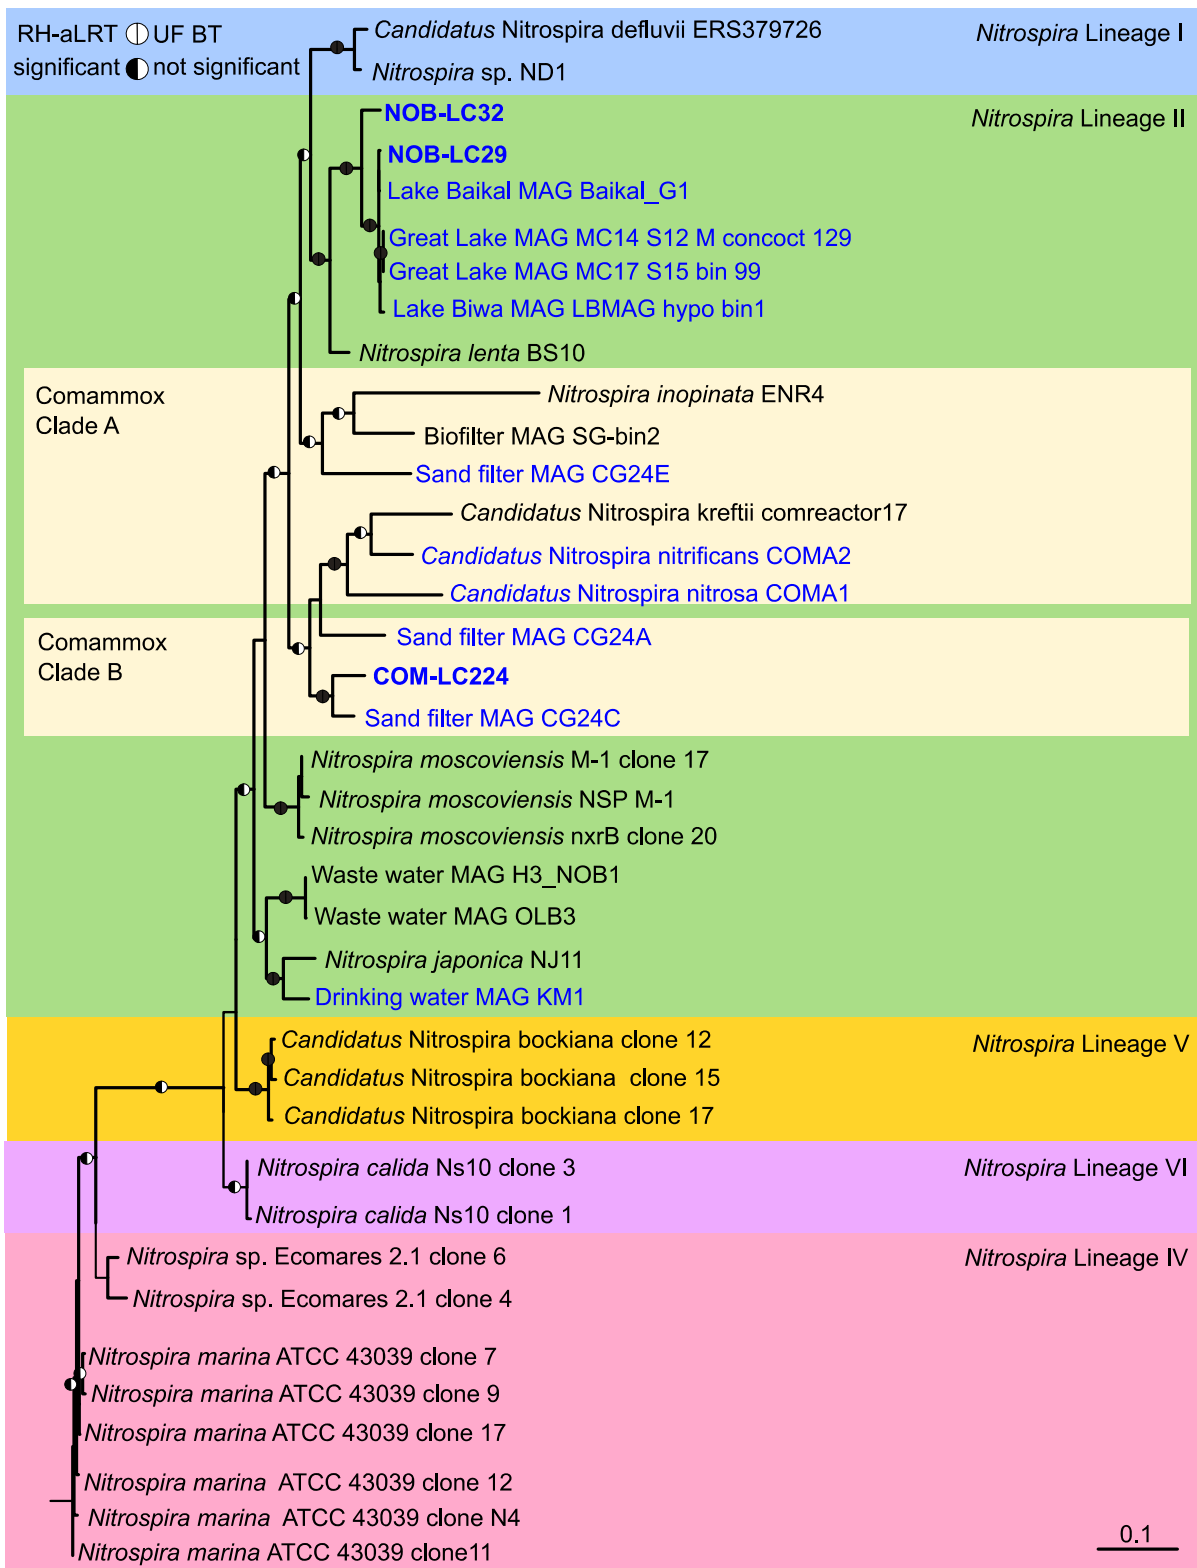 RH-aLRT UF BT
significant not significant
Candidatus Nitrospira defluvii ERS379726
Nitrospira Lineage I
Nitrospira sp. ND1
NOB-LC32
Nitrospira Lineage II
NOB-LC29
Lake Baikal MAG Baikal_G1
Great Lake MAG MC14 S12 M concoct 129
Great Lake MAG MC17 S15 bin 99
Lake Biwa MAG LBMAG hypo bin1
Nitrospira lenta BS10
Comammox
Clade A
Nitrospira inopinata ENR4
Biofilter MAG SG-bin2
Sand filter MAG CG24E
Candidatus Nitrospira kreftii comreactor17
Candidatus Nitrospira nitrificans COMA2
Candidatus Nitrospira nitrosa COMA1
Comammox
Clade B
Sand filter MAG CG24A
COM-LC224
Sand filter MAG CG24C
Nitrospira moscoviensis M-1 clone 17
Nitrospira moscoviensis NSP M-1
Nitrospira moscoviensis nxrB clone 20
Waste water MAG H3_NOB1
Waste water MAG OLB3
Nitrospira japonica NJ11
Drinking water MAG KM1
Candidatus Nitrospira bockiana clone 12
Nitrospira Lineage V
Candidatus Nitrospira bockiana clone 15
Candidatus Nitrospira bockiana clone 17
Nitrospira calida Ns10 clone 3
Nitrospira Lineage VI
Nitrospira calida Ns10 clone 1
Nitrospira sp. Ecomares 2.1 clone 6
Nitrospira Lineage IV
Nitrospira sp. Ecomares 2.1 clone 4
Nitrospira marina ATCC 43039 clone 7
Nitrospira marina ATCC 43039 clone 9
Nitrospira marina ATCC 43039 clone 17
Nitrospira marina ATCC 43039 clone 12
Nitrospira marina ATCC 43039 clone N4
Nitrospira marina ATCC 43039 clone11
0.1